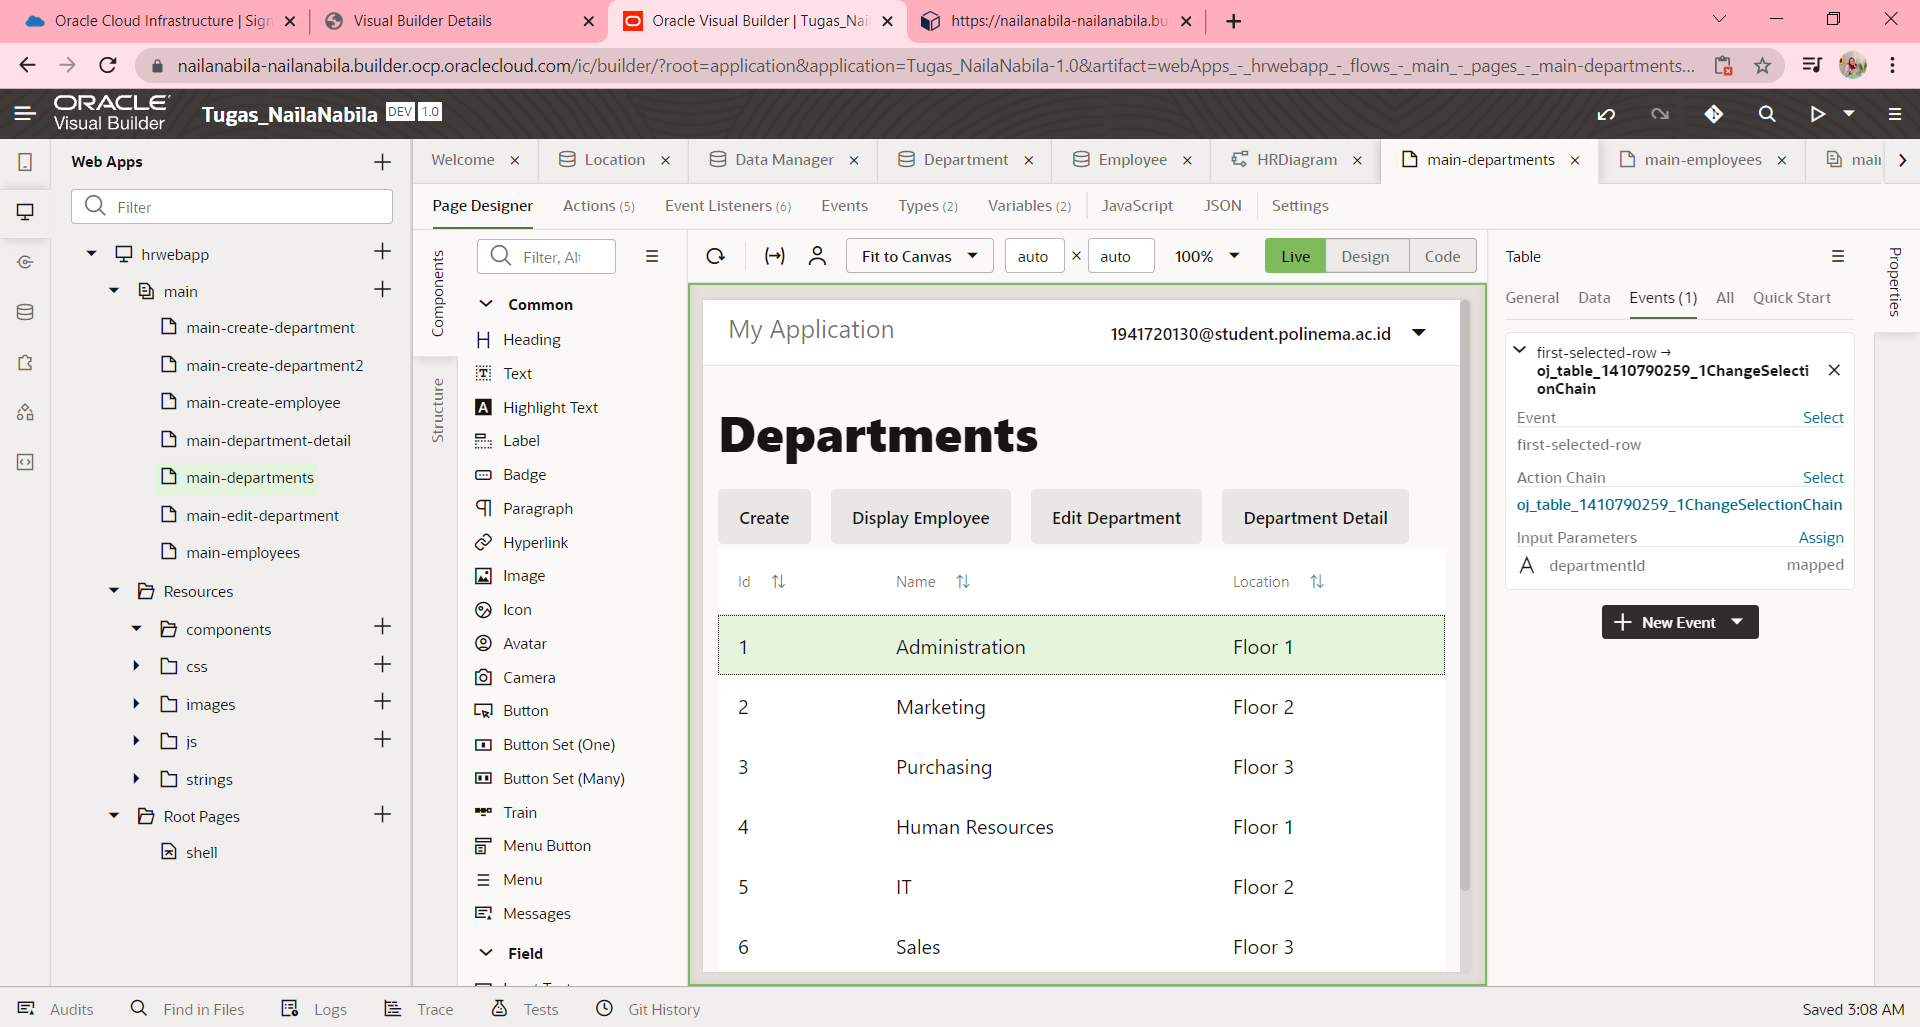 Oracle Cloud Infrastructure | Sign
Visual Builder Details
Oracle Visual Builder | Tugas_Nail
https://nailanabila-nailanabila.bu
nailanabila-nailanabila.builder.ocp.oraclecloud.com/ic/builder/?root=application&application=Tugas_NailaNabila-1.0&artifact=webApps_-_hrwebapp_-_flows_-_main_-_pages_-_main-departments...
ORACLE
Visual Builder
Tugas_NailaNabila DEV 1.0
Web Apps
Filter
hrwebapp
main
main-create-department
main-create-department2
main-create-employee
main-department-detail
main-departments
main-edit-department
main-employees
Resources
components
css
images
js
strings
Root Pages
shell
Welcome
Location
Data Manager
Department
Employee
HRDiagram
main-departments
main-employees
mai
Page Designer
Actions (5)
Event Listeners (6)
Events
Types (2)
Variables (2)
JavaScript
JSON
Settings
Components
Structure
Filter, Al
Common
Heading
Text
Highlight Text
Label
Badge
Paragraph
Hyperlink
Image
Icon
Avatar
Camera
Button
Button Set (One)
Button Set (Many)
Train
Menu Button
Menu
Messages
Field
Fit to Canvas
auto × auto
100%
Live
Design
Code
My Application
1941720130@student.polinema.ac.id
Departments
Create
Display Employee
Edit Department
Department Detail
Id Name Location
1 Administration Floor 1
2 Marketing Floor 2
3 Purchasing Floor 3
4 Human Resources Floor 1
5 IT Floor 2
6 Sales Floor 3
Table
Properties
General
Data
Events (1)
All
Quick Start
first-selected-row →
oj_table_1410790259_1ChangeSelecti
onChain
Event Select
first-selected-row
Action Chain Select
oj_table_1410790259_1ChangeSelectionChain
Input Parameters Assign
A departmentId mapped
New Event
Audits
Find in Files
Logs
Trace
Tests
Git History
Saved 3:08 AM